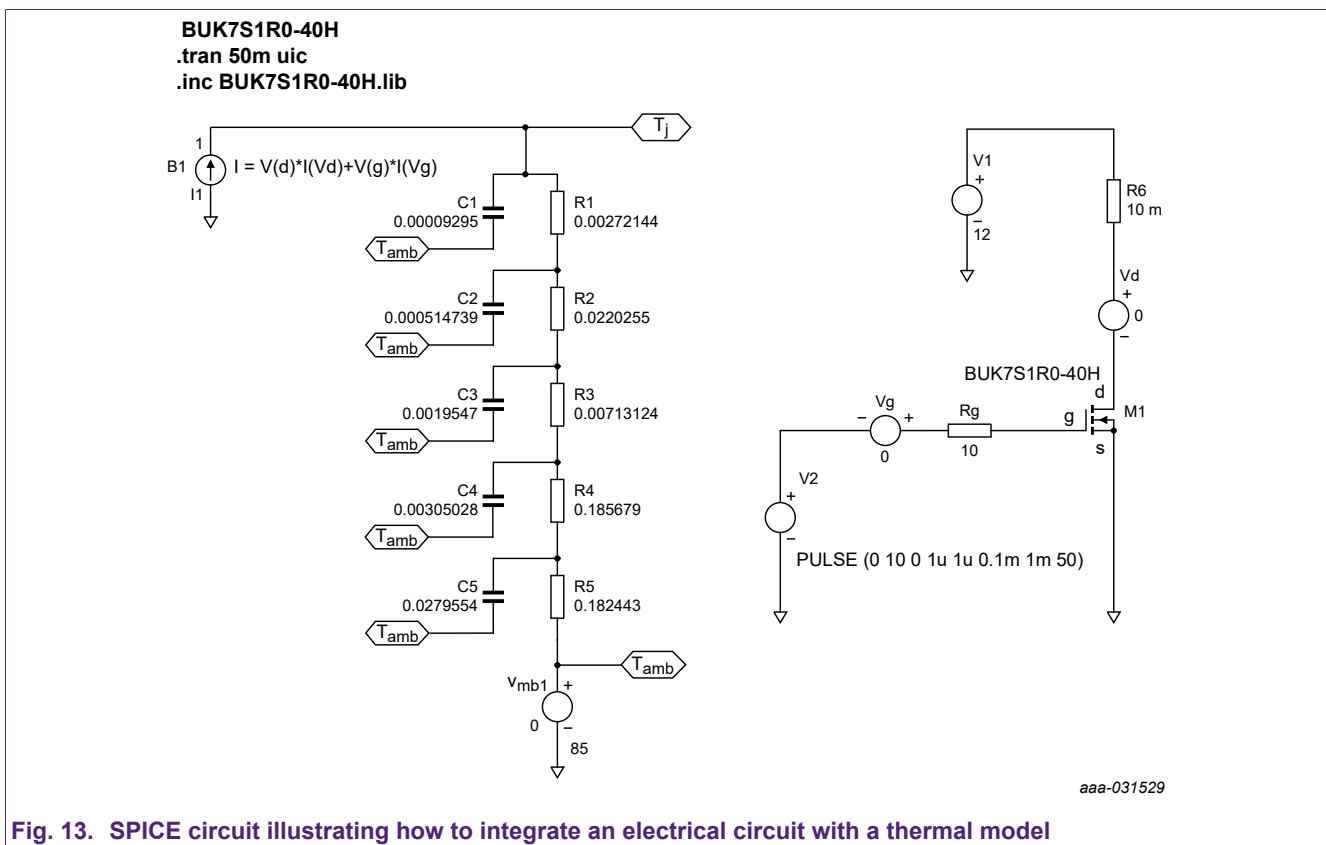 BUK7S1R0-40H
.tran 50m uic
.inc BUK7S1R0-40H.lib
Tj
1
B1
I1
I = V(d)*I(Vd)+V(g)*I(Vg)
C1
0.00009295
R1
0.00272144
Tamb
C2
0.000514739
R2
0.0220255
Tamb
C3
0.0019547
R3
0.00713124
Tamb
C4
0.00305028
R4
0.185679
Tamb
C5
0.0279554
R5
0.182443
Tamb
Tamb
vmb1
+
0
–
85
V1
+
–
12
R6
10 m
Vd
+
0
–
BUK7S1R0-40H
d
g
M1
s
Vg
–
+
0
Rg
10
V2
+
–
PULSE (0 10 0 1u 1u 0.1m 1m 50)
aaa-031529
Fig. 13. SPICE circuit illustrating how to integrate an electrical circuit with a thermal model